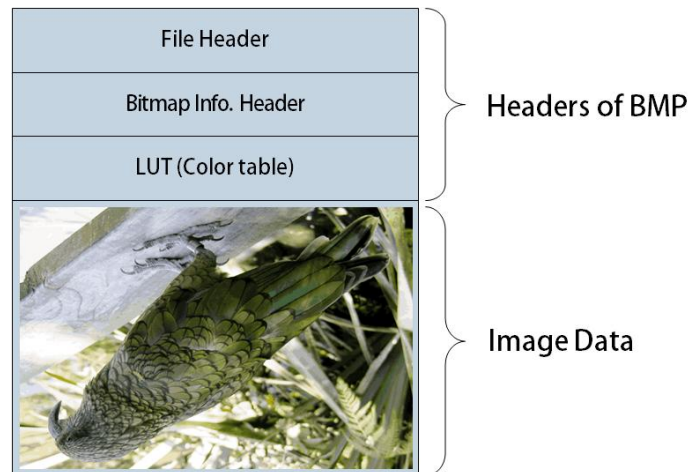 File Header
Bitmap Info. Header
LUT (Color table)
Headers of BMP
Image Data